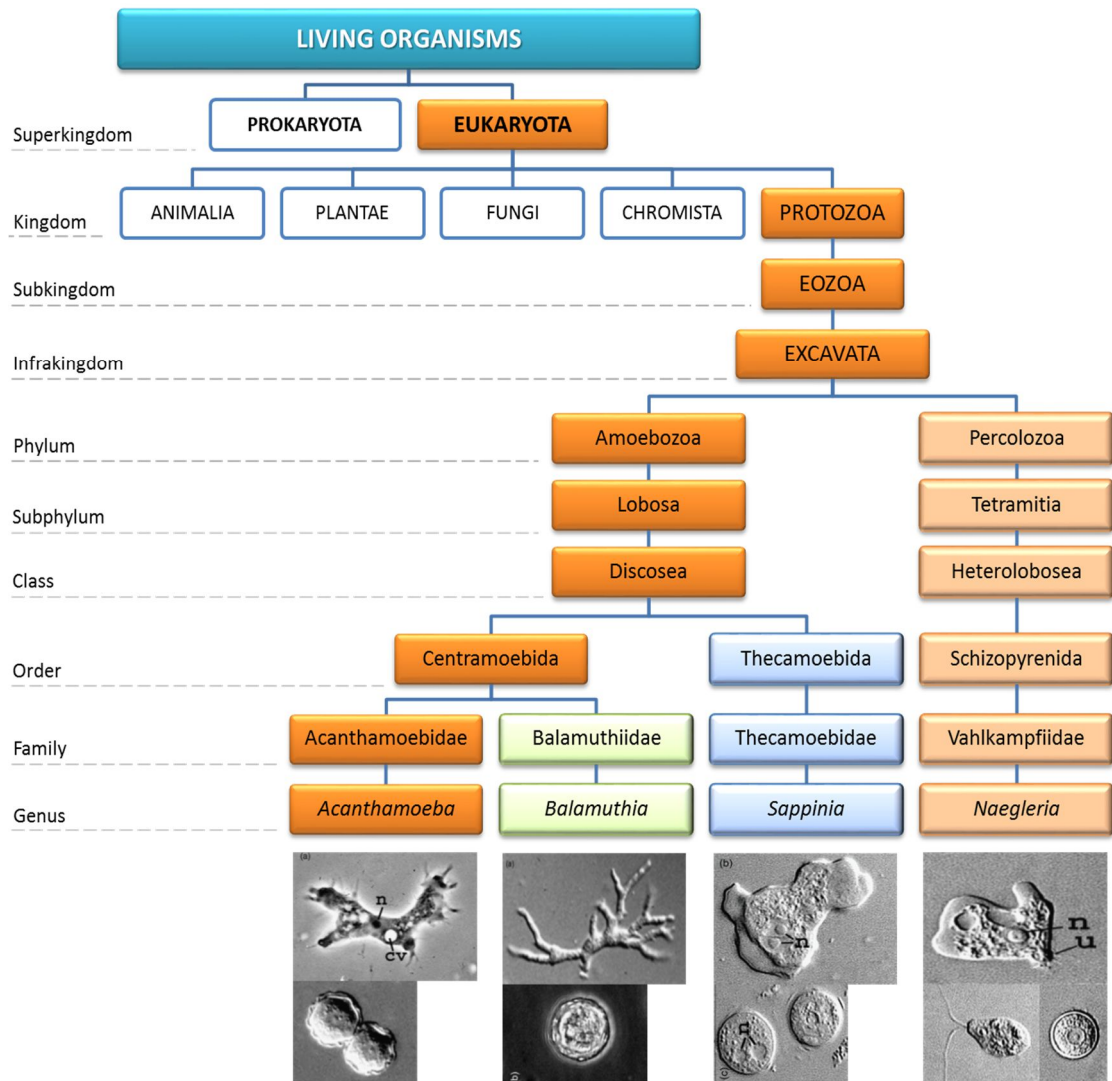 LIVING ORGANISMS
Superkingdom
PROKARYOTA
EUKARYOTA
Kingdom
ANIMALIA
PLANTAE
FUNGI
CHROMISTA
PROTOZOA
Subkingdom
EOZOA
Infrakingdom
EXCAVATA
Phylum
Amoebozoa
Percolozoa
Subphylum
Lobosa
Tetramitia
Class
Discosea
Heterolobosea
Order
Centramoebida
Thecamoebida
Schizopyrenida
Family
Acanthamoebidae
Balamuthiidae
Thecamoebidae
Vahlkampfiidae
Genus
Acanthamoeba
Balamuthia
Sappinia
Naegleria
(a)
n
cv
(a)
(b)
n
n
u
b)
n
(c)